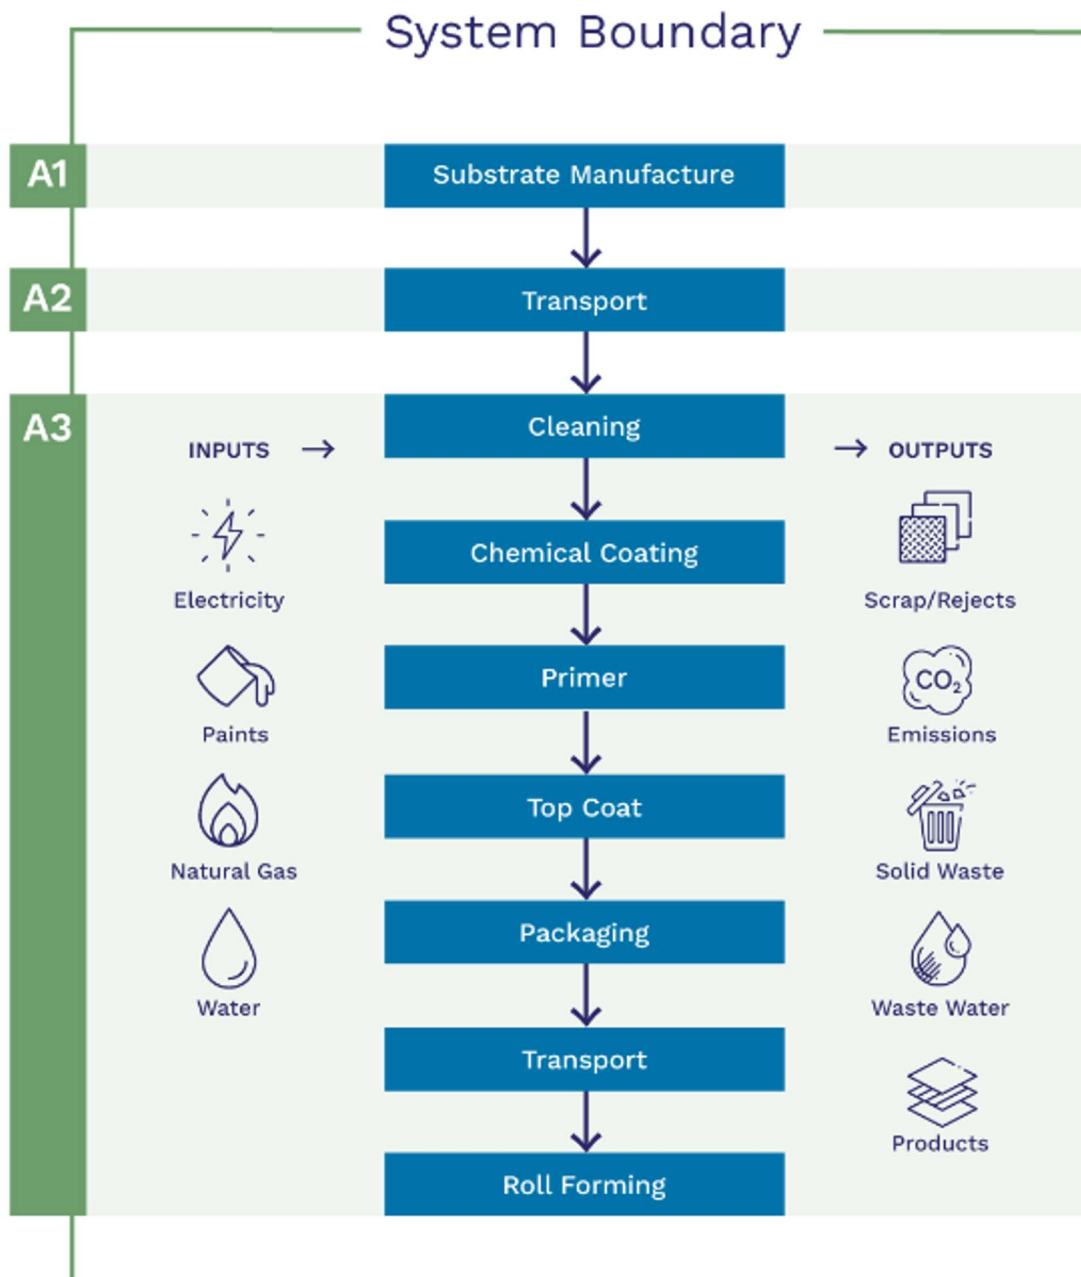 System Boundary
A1
Substrate Manufacture
A2
Transport
A3
Cleaning
INPUTS →
→ OUTPUTS
Chemical Coating
Electricity
Scrap/Rejects
Primer
CO₂
Paints
Emissions
Top Coat
Natural Gas
Solid Waste
Packaging
Water
Waste Water
Transport
Products
Roll Forming